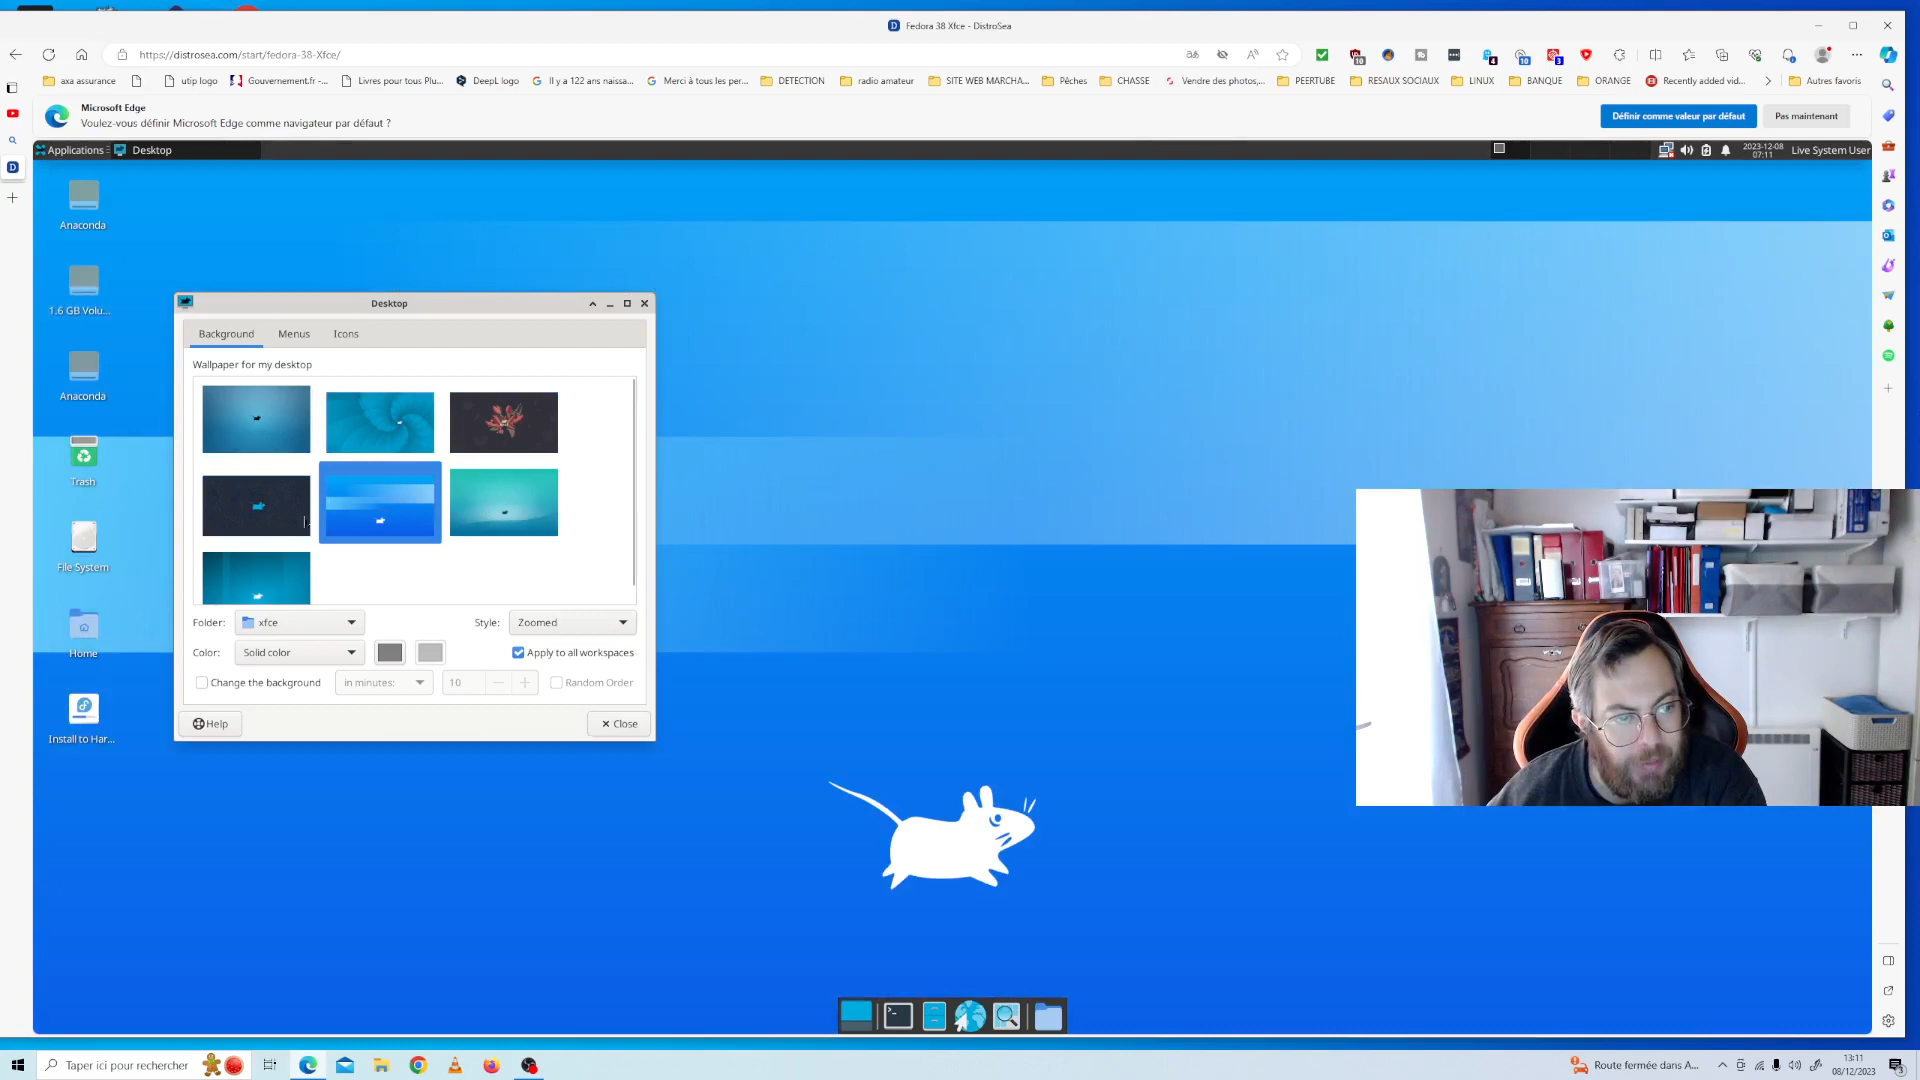 Fedora 38 Xfce - DistroSea
https://distrosea.com/start/fedora-38-Xfce/
axa assurance
utip logo
Gouvernement.fr -...
Livres pour tous Plu...
DeepL logo
Il y a 122 ans naissa...
Merci à tous les per...
DETECTION
radio amateur
SITE WEB MARCHA...
Pêches
CHASSE
Vendre des photos,...
PEERTUBE
RESAUX SOCIAUX
LINUX
BANQUE
ORANGE
Recently added vid...
Autres favoris
Microsoft Edge
Voulez-vous définir Microsoft Edge comme navigateur par défaut ?
Définir comme valeur par défaut
Pas maintenant
Applications
Desktop
2023-12-08
07:11
Live System User
Anaconda
1.6 GB Volu...
Anaconda
Trash
File System
Home
Install to Har...
Desktop
Background
Menus
Icons
Wallpaper for my desktop
Folder:
xfce
Style:
Zoomed
Color:
Solid color
Apply to all workspaces
Change the background
in minutes:
10
Random Order
Help
Close
Taper ici pour rechercher
Route fermée dans A...
13:11
08/12/2023